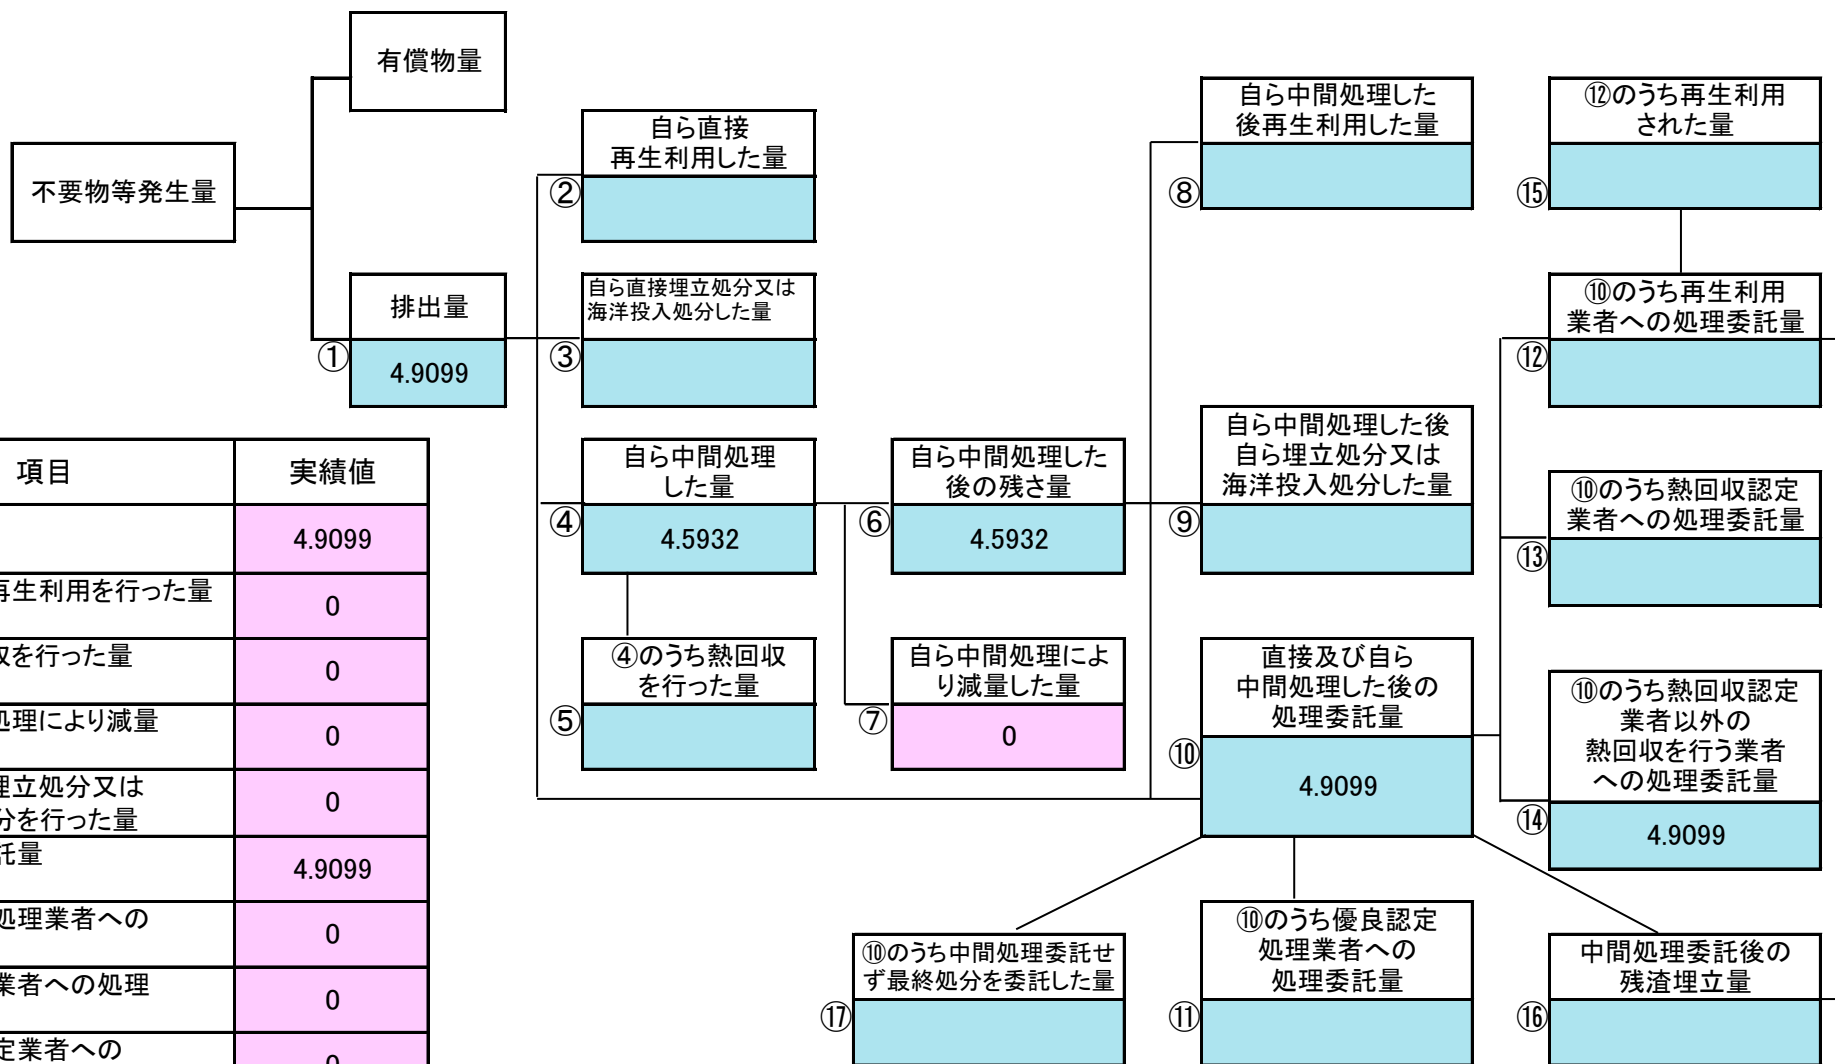 有償物量
不要物等発生量
排出量
①
4.9099
自ら直接
再生利用した量
②
自ら直接埋立処分又は
海洋投入処分した量
③
自ら中間処理
した量
④
4.5932
④のうち熱回収
を行った量
⑤
自ら中間処理した
後の残さ量
⑥
4.5932
自ら中間処理によ
り減量した量
⑦
0
自ら中間処理した
後再生利用した量
⑧
自ら中間処理した後
自ら埋立処分又は
海洋投入処分した量
⑨
直接及び自ら
中間処理した後の
処理委託量
⑩
4.9099
⑫のうち再生利用
された量
⑮
⑩のうち再生利用
業者への処理委託量
⑫
⑩のうち熱回収認定
業者への処理委託量
⑬
⑩のうち熱回収認定
業者以外の
熱回収を行う業者
への処理委託量
⑭
4.9099
⑩のうち中間処理委託せ
ず最終処分を委託した量
⑰
⑩のうち優良認定
処理業者への
処理委託量
⑪
中間処理委託後の
残渣埋立量
⑯
項目 実績値
4.9099
再生利用を行った量
0
を行った量
0
処理により減量
0
埋立処分又は
分を行った量
0
託量
4.9099
処理業者への
0
業者への処理
0
定業者への
0